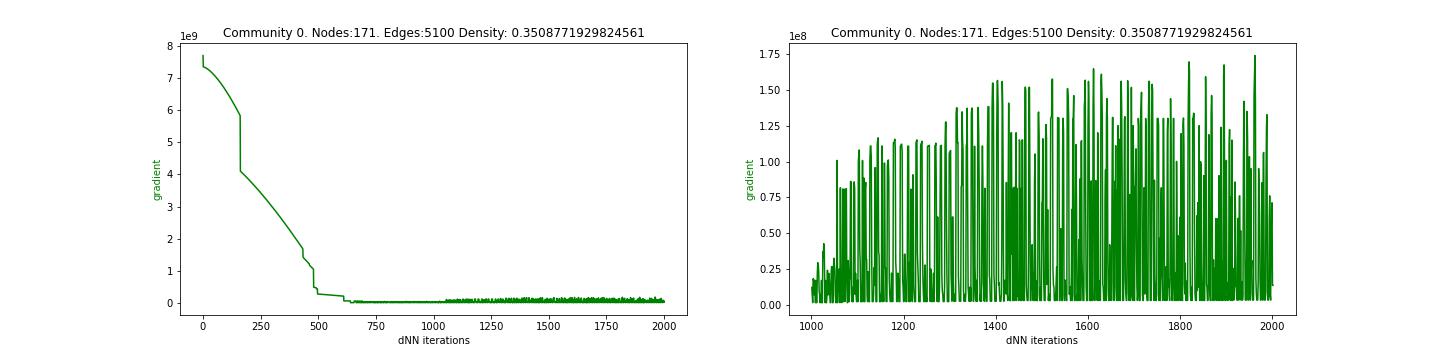 Community 0. Nodes:171. Edges:5100 Density: 0.3508771929824561
1e9
8
7
6
5
4
3
2
1
0
gradient
0 250 500 750 1000 1250 1500 1750 2000
dNN iterations
Community 0. Nodes:171. Edges:5100 Density: 0.3508771929824561
1e8
1.75
1.50
1.25
1.00
0.75
0.50
0.25
0.00
gradient
1000 1200 1400 1600 1800 2000
dNN iterations